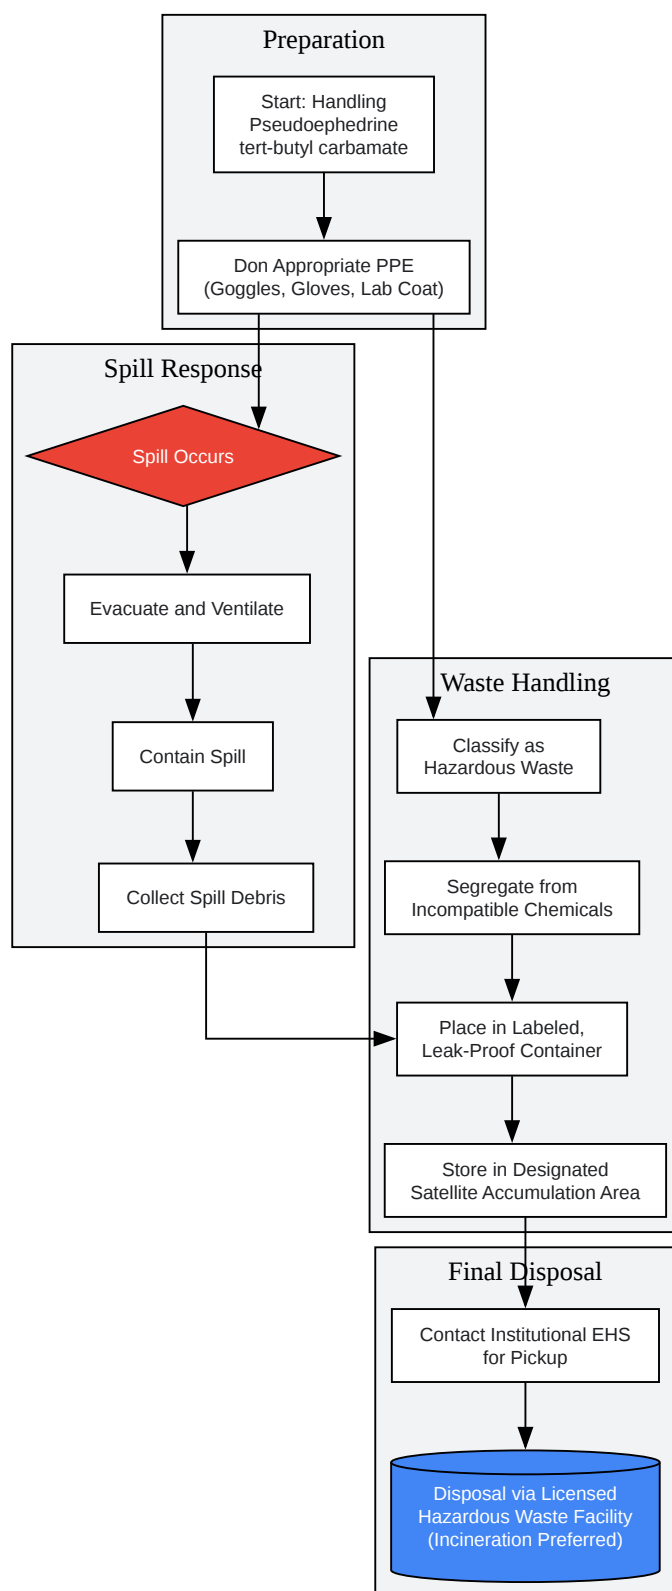 Preparation
Start: Handling
Pseudoephedrine
tert-butyl carbamate
Don Appropriate PPE
(Goggles, Gloves, Lab Coat)
Spill Response
Spill Occurs
Evacuate and Ventilate
Contain Spill
Collect Spill Debris
Waste Handling
Classify as
Hazardous Waste
Segregate from
Incompatible Chemicals
Place in Labeled,
Leak-Proof Container
Store in Designated
Satellite Accumulation Area
Final Disposal
Contact Institutional EHS
for Pickup
Disposal via Licensed
Hazardous Waste Facility
(Incineration Preferred)